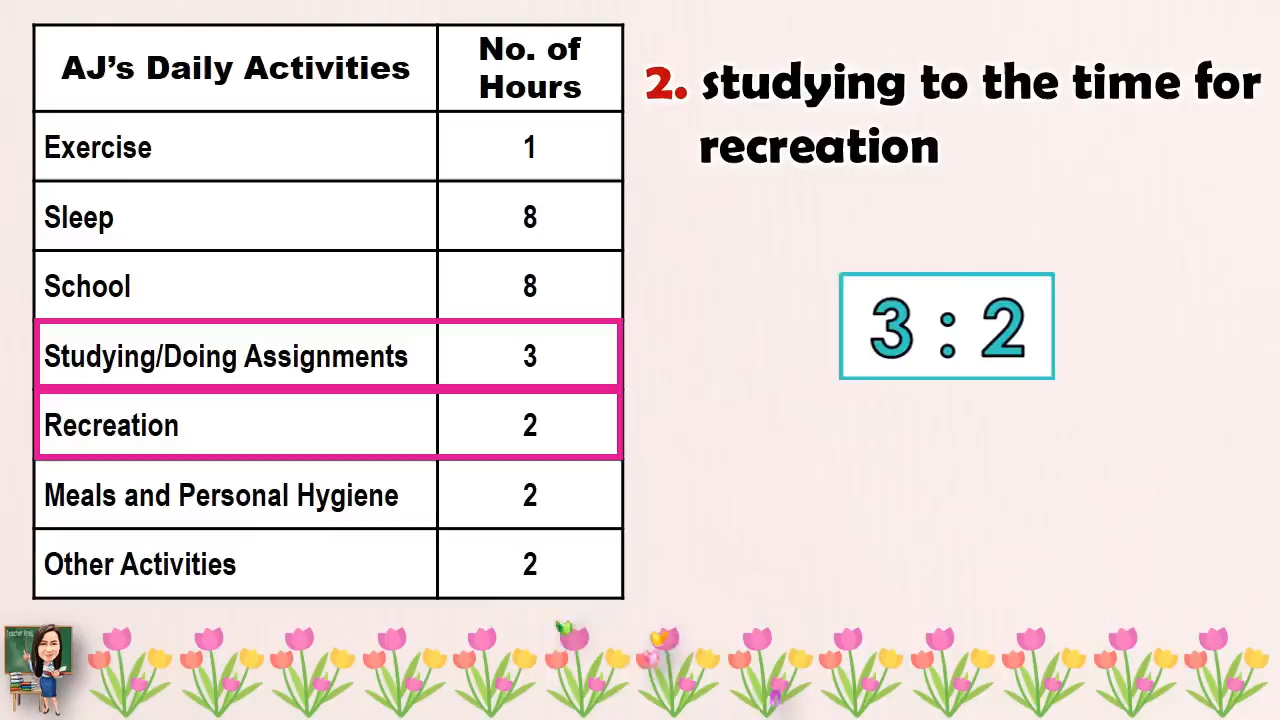 AJ’s Daily Activities
No. of
Hours
Exercise 1
Sleep 8
School 8
Studying/Doing Assignments 3
Recreation 2
Meals and Personal Hygiene 2
Other Activities 2
2. studying to the time for
recreation
3 : 2